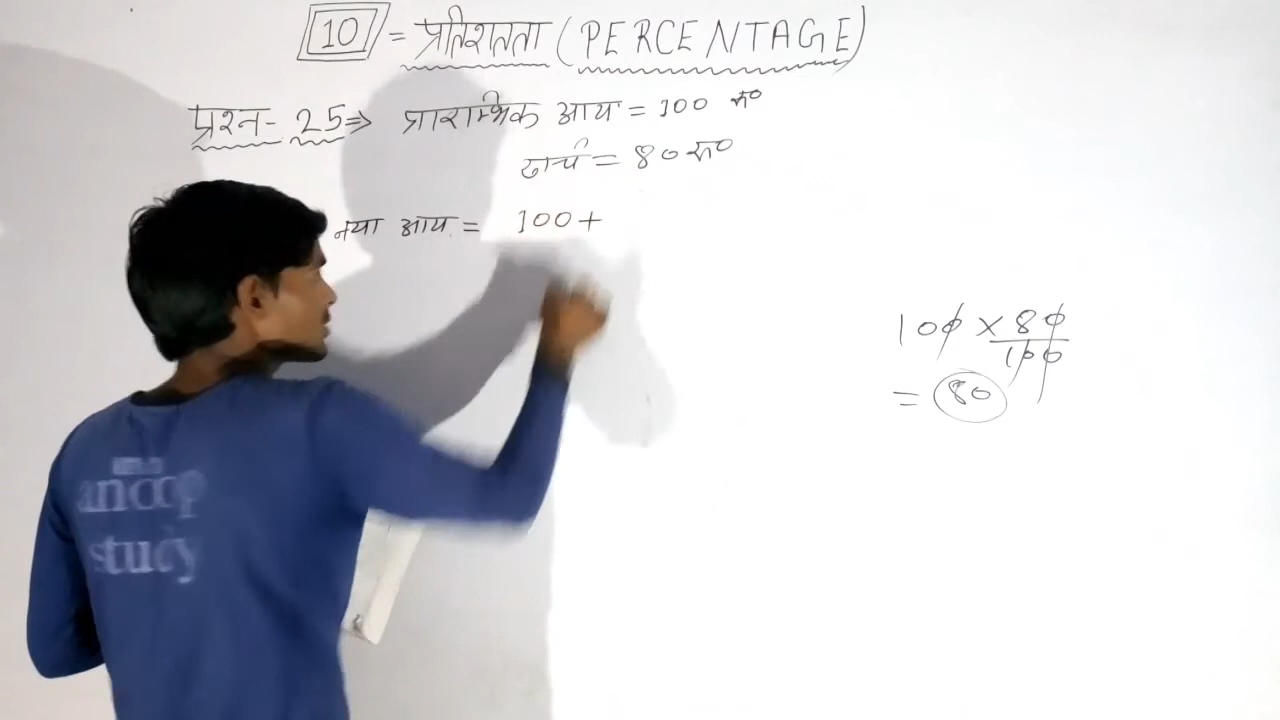 10 = प्रतिशतता (PERCENTAGE)
प्रश्न- 25⇒ प्रारम्भिक आय = 100 रू०
खर्च = 80 रू०
नया आय = 100+
100 × 80
100
= 80
anoop
study